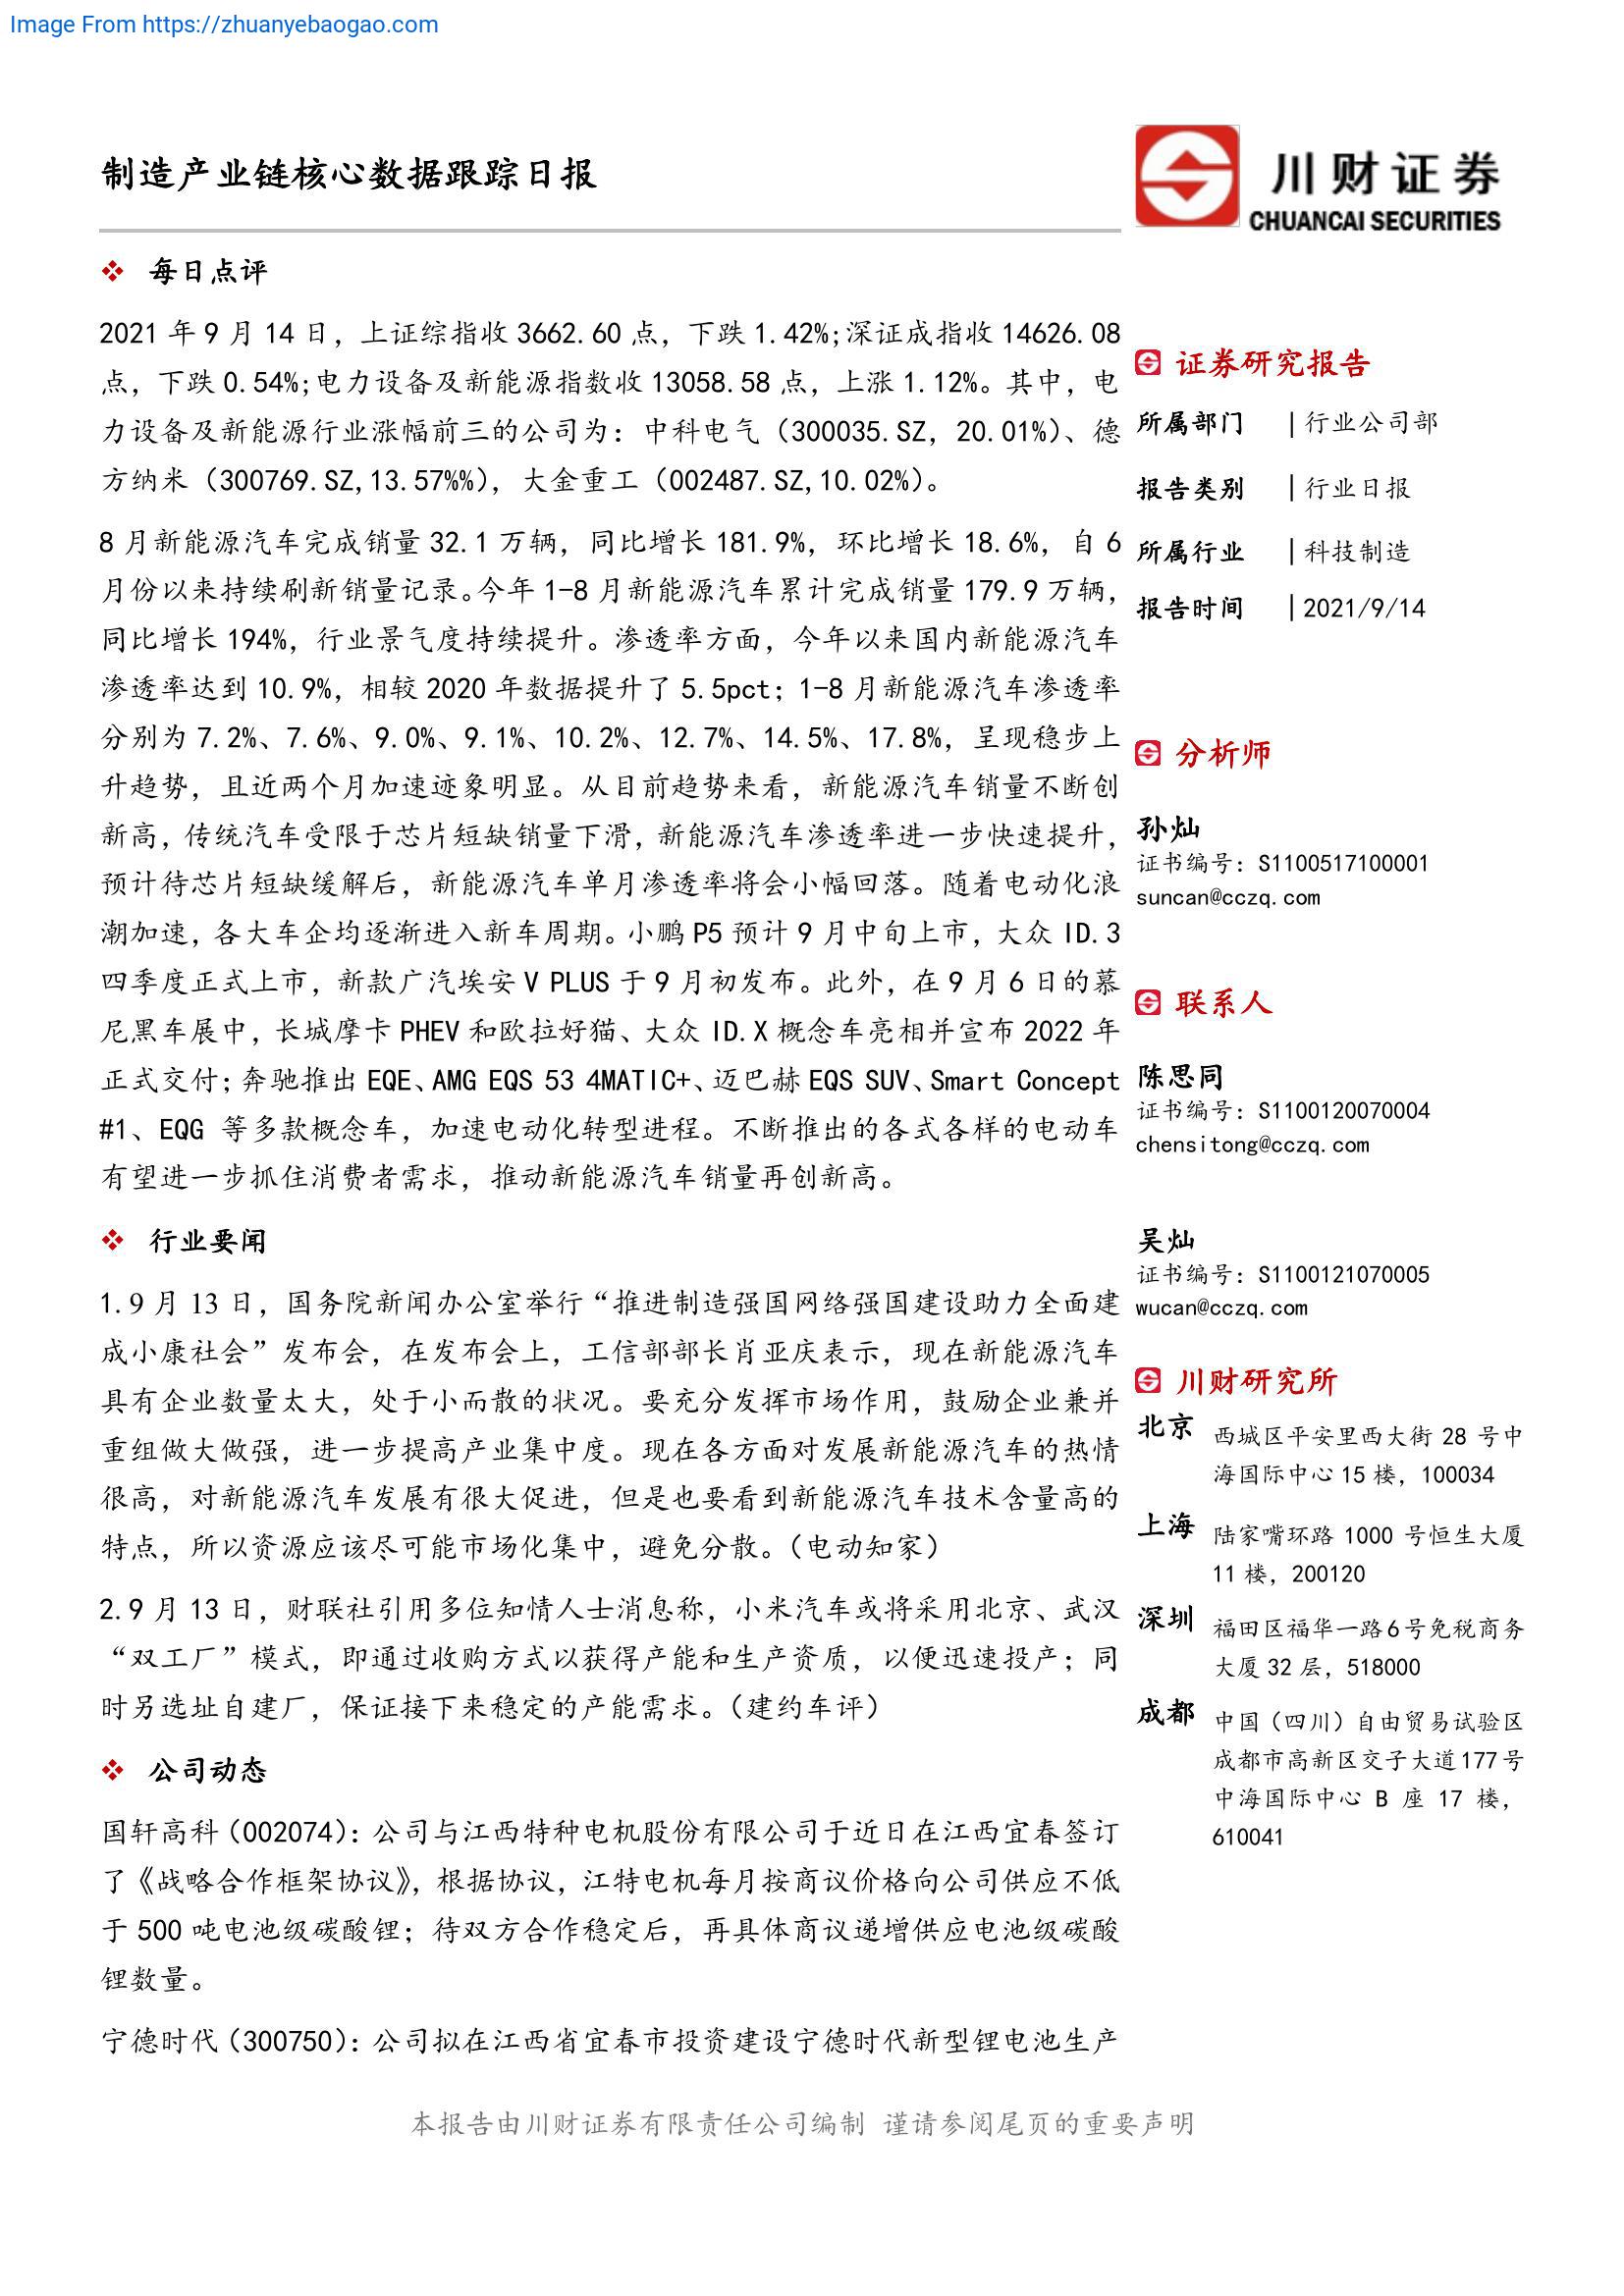 Image From https://zhuanyebaogao.com
制造产业链核心数据跟踪日报
川财证券
CHUANCAI SECURITIES
❖ 每日点评
2021 年 9 月 14 日，上证综指收 3662.60 点，下跌 1.42%;深证成指收 14626.08
点，下跌 0.54%;电力设备及新能源指数收 13058.58 点，上涨 1.12%。其中，电
力设备及新能源行业涨幅前三的公司为：中科电气（300035.SZ, 20.01%）、德
方纳米（300769.SZ,13.57%%），大金重工（002487.SZ,10.02%）。
8 月新能源汽车完成销量 32.1 万辆，同比增长 181.9%，环比增长 18.6%，自 6
月份以来持续刷新销量记录。今年 1-8 月新能源汽车累计完成销量 179.9 万辆，
同比增长 194%，行业景气度持续提升。渗透率方面，今年以来国内新能源汽车
渗透率达到 10.9%，相较 2020 年数据提升了 5.5pct；1-8 月新能源汽车渗透率
分别为 7.2%、7.6%、9.0%、9.1%、10.2%、12.7%、14.5%、17.8%，呈现稳步上
升趋势，且近两个月加速迹象明显。从目前趋势来看，新能源汽车销量不断创
新高，传统汽车受限于芯片短缺销量下滑，新能源汽车渗透率进一步快速提升，
预计待芯片短缺缓解后，新能源汽车单月渗透率将会小幅回落。随着电动化浪
潮加速，各大车企均逐渐进入新车周期。小鹏 P5 预计 9 月中旬上市，大众 ID.3
四季度正式上市，新款广汽埃安 V PLUS 于 9 月初发布。此外，在 9 月 6 日的慕
尼黑车展中，长城摩卡 PHEV 和欧拉好猫、大众 ID.X 概念车亮相并宣布 2022 年
正式交付；奔驰推出 EQE、AMG EQS 53 4MATIC+、迈巴赫 EQS SUV、Smart Concept
#1、EQG 等多款概念车，加速电动化转型进程。不断推出的各式各样的电动车
有望进一步抓住消费者需求，推动新能源汽车销量再创新高。
❖ 行业要闻
1.9 月 13 日，国务院新闻办公室举行“推进制造强国网络强国建设助力全面建
成小康社会”发布会，在发布会上，工信部部长肖亚庆表示，现在新能源汽车
具有企业数量太大，处于小而散的状况。要充分发挥市场作用，鼓励企业兼并
重组做大做强，进一步提高产业集中度。现在各方面对发展新能源汽车的热情
很高，对新能源汽车发展有很大促进，但是也要看到新能源汽车技术含量高的
特点，所以资源应该尽可能市场化集中，避免分散。（电动知家）
2.9 月 13 日，财联社引用多位知情人士消息称，小米汽车或将采用北京、武汉
“双工厂”模式，即通过收购方式以获得产能和生产资质，以便迅速投产；同
时另选址自建厂，保证接下来稳定的产能需求。（建约车评）
❖ 公司动态
国轩高科（002074）：公司与江西特种电机股份有限公司于近日在江西宜春签订
了《战略合作框架协议》，根据协议，江特电机每月按商议价格向公司供应不低
于 500 吨电池级碳酸锂；待双方合作稳定后，再具体商议递增供应电池级碳酸
锂数量。
宁德时代（300750）：公司拟在江西省宜春市投资建设宁德时代新型锂电池生产
证券研究报告
所属部门 | 行业公司部
报告类别 | 行业日报
所属行业 | 科技制造
报告时间 | 2021/9/14
分析师
孙灿
证书编号：S1100517100001
suncan@cczq.com
联系人
陈思同
证书编号：S1100120070004
chensitong@cczq.com
吴灿
证书编号：S1100121070005
wucan@cczq.com
川财研究所
北京 西城区平安里西大街 28 号中
海国际中心 15 楼，100034
上海 陆家嘴环路 1000 号恒生大厦
11 楼，200120
深圳 福田区福华一路 6 号免税商务
大厦 32 层，518000
成都 中国（四川）自由贸易试验区
成都市高新区交子大道 177 号
中海国际中心 B 座 17 楼，
610041
本报告由川财证券有限责任公司编制 谨请参阅尾页的重要声明